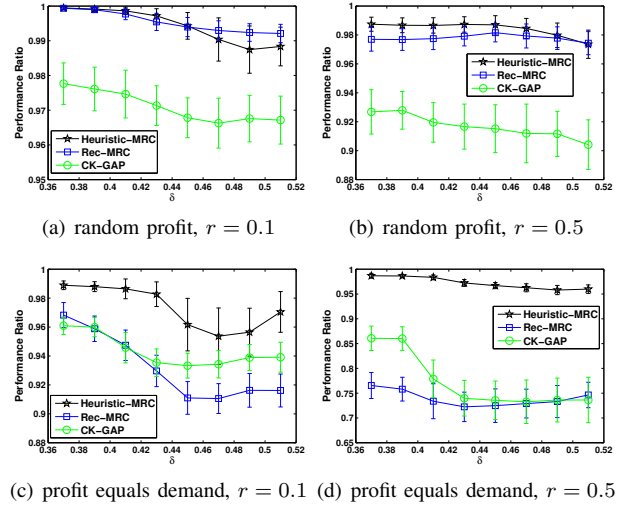 1
0.99
0.98
0.97
0.96
0.95
Performance Ratio
0.36 0.38 0.4 0.42 0.44 0.46 0.48 0.5 0.52
δ
Heuristic−MRC
Rec−MRC
CK−GAP
(a) random profit, r = 0.1
1
0.98
0.96
0.94
0.92
0.9
0.88
Performance Ratio
0.36 0.38 0.4 0.42 0.44 0.46 0.48 0.5 0.52
δ
Heuristic−MRC
Rec−MRC
CK−GAP
(b) random profit, r = 0.5
1
0.98
0.96
0.94
0.92
0.9
0.88
Performance Ratio
0.36 0.38 0.4 0.42 0.44 0.46 0.48 0.5 0.52
δ
Heuristic−MRC
Rec−MRC
CK−GAP
(c) profit equals demand, r = 0.1
1
0.95
0.85
0.75
0.65
Performance Ratio
0.36 0.38 0.4 0.42 0.44 0.46 0.48 0.5 0.52
δ
Heuristic−MRC
Rec−MRC
CK−GAP
(d) profit equals demand, r = 0.5